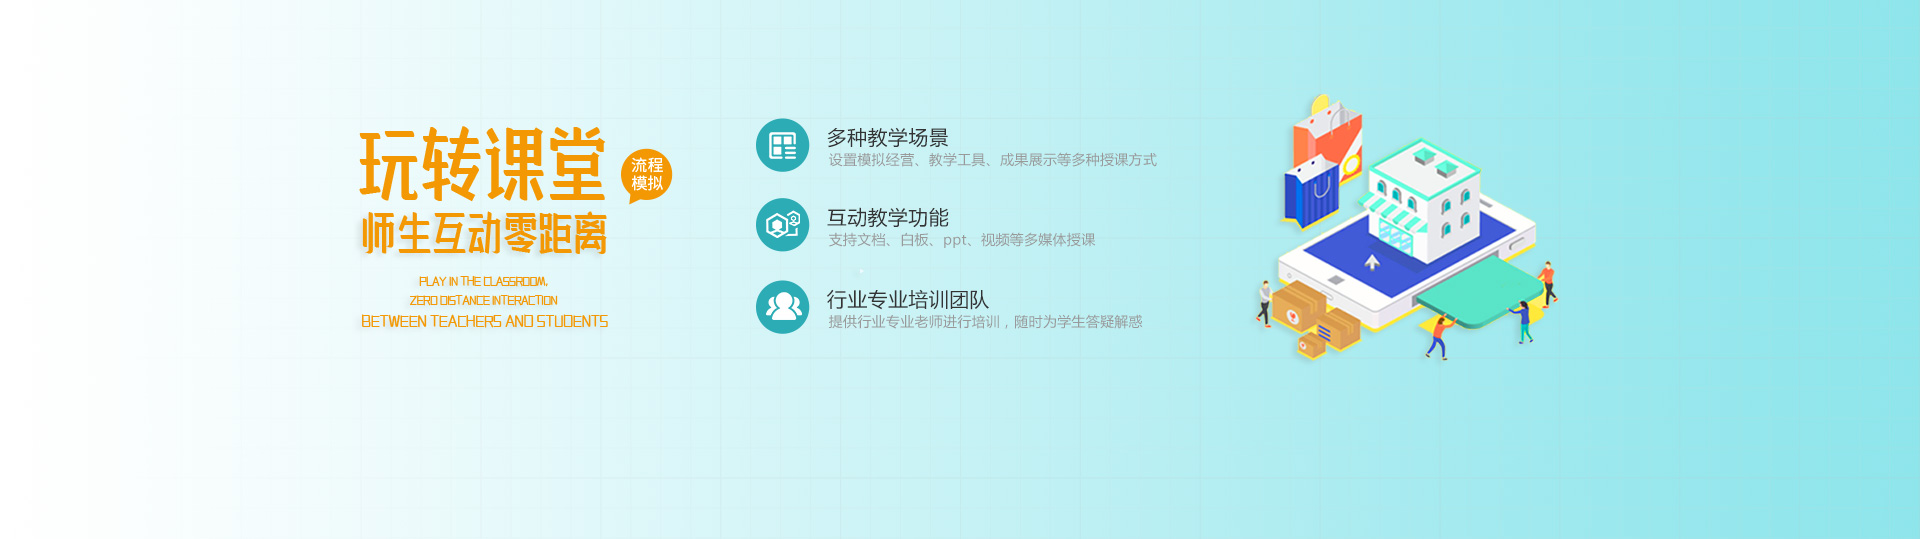 玩转课堂
流程
模拟
师生互动零距离
PLAY IN THE CLASSROOM,
ZERO DISTANCE INTERACTION
BETWEEN TEACHERS AND STUDENTS
多种教学场景
设置模拟经营、教学工具、成果展示等多种授课方式
互动教学功能
支持文档、白板、ppt、视频等多媒体授课
行业专业培训团队
提供行业专业老师进行培训，随时为学生答疑解惑